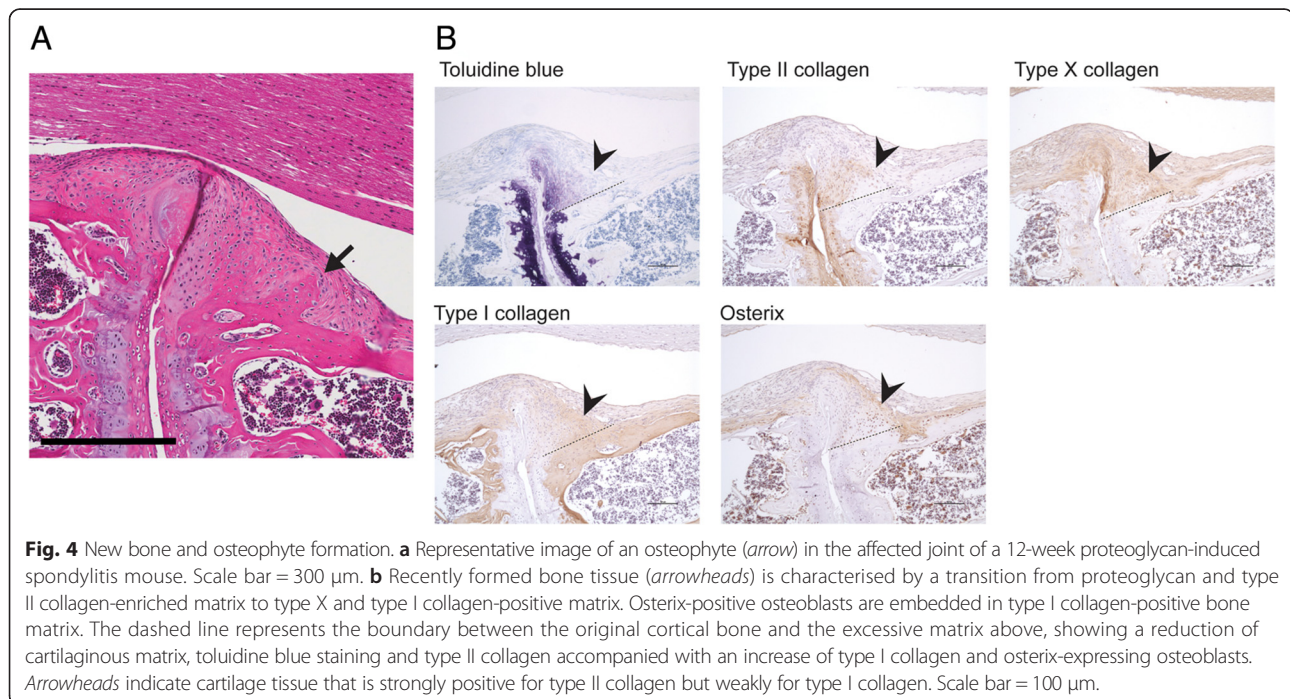 A
B
Toluidine blue
Type II collagen
Type X collagen
Type I collagen
Osterix
Fig. 4 New bone and osteophyte formation. a Representative image of an osteophyte (arrow) in the affected joint of a 12-week proteoglycan-induced
spondylitis mouse. Scale bar = 300 μm. b Recently formed bone tissue (arrowheads) is characterised by a transition from proteoglycan and type
II collagen-enriched matrix to type X and type I collagen-positive matrix. Osterix-positive osteoblasts are embedded in type I collagen-positive bone
matrix. The dashed line represents the boundary between the original cortical bone and the excessive matrix above, showing a reduction of
cartilaginous matrix, toluidine blue staining and type II collagen accompanied with an increase of type I collagen and osterix-expressing osteoblasts.
Arrowheads indicate cartilage tissue that is strongly positive for type II collagen but weakly for type I collagen. Scale bar = 100 μm.